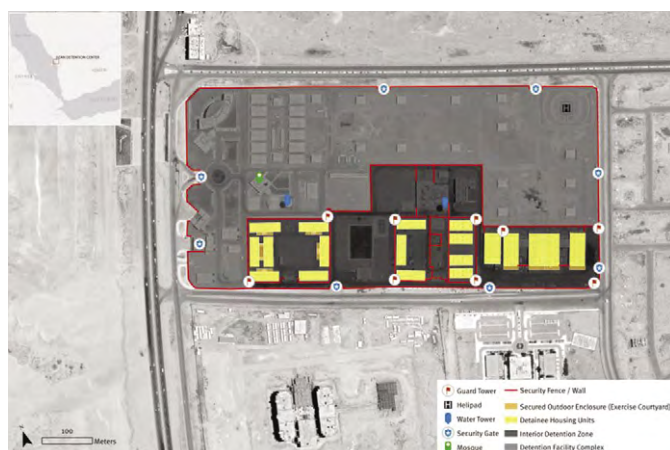 H
100
Meters
Guard Tower
Helipad
Water Tower
Security Gate
Mosque
Security Fence / Wall
Secured Outdoor Enclosure (Exercise Courtyard)
Detainee Housing Units
Interior Detention Zone
Detention Facility Complex